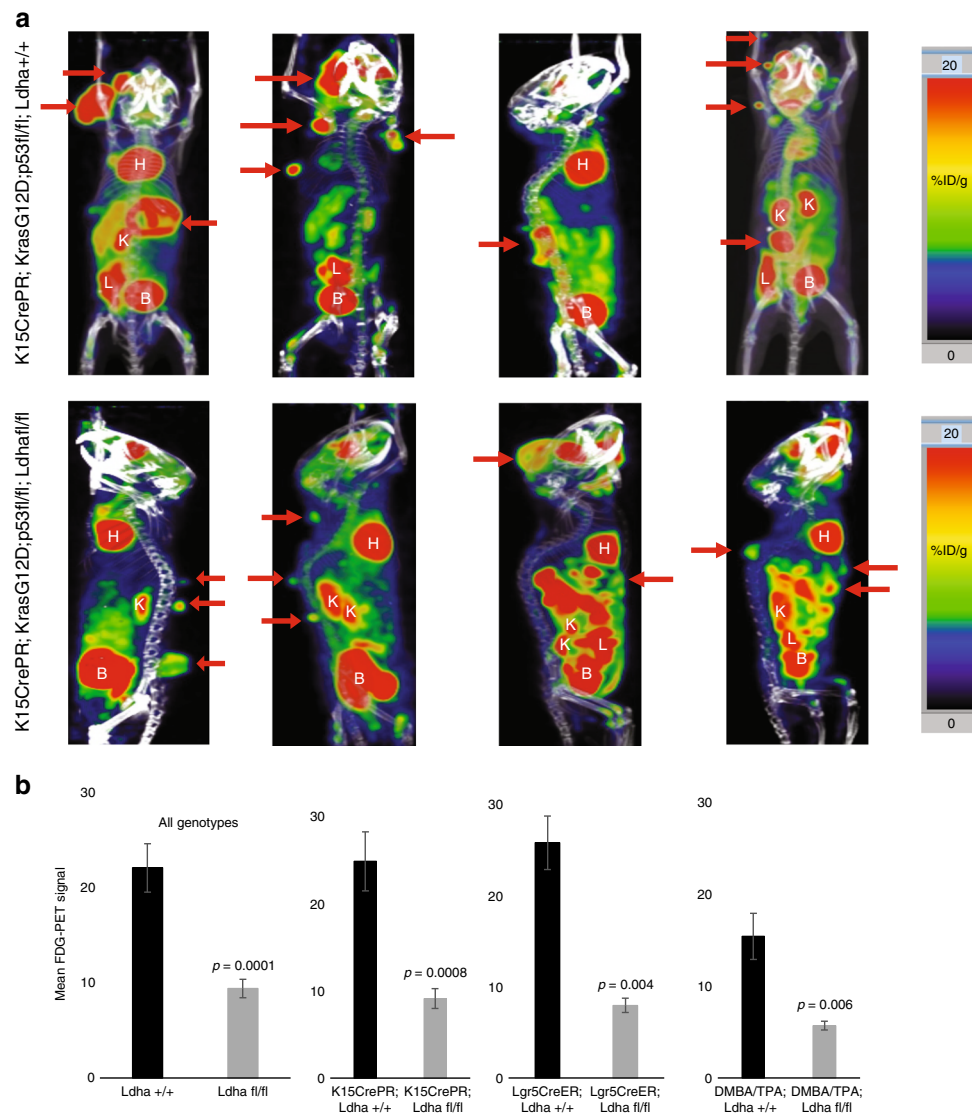 a
K15CrePR; KrasG12D;p53fl/fl; Ldha+/+
H
K
L
B
L
B
H
B
K
K
L
B
20
%ID/g
0
K15CrePR; KrasG12D;p53fl/fl; Ldhafl/fl
H
K
B
H
K
K
B
H
K
K
L
B
H
K
L
B
20
%ID/g
0
b
Mean FDG-PET signal
30
20
10
0
All genotypes
p = 0.0001
Ldha +/+
Ldha fl/fl
30
20
10
0
p = 0.0008
K15CrePR;
Ldha +/+
K15CrePR;
Ldha fl/fl
30
20
10
0
p = 0.004
Lgr5CreER;
Ldha +/+
Lgr5CreER;
Ldha fl/fl
30
20
10
0
p = 0.006
DMBA/TPA;
Ldha +/+
DMBA/TPA;
Ldha fl/fl